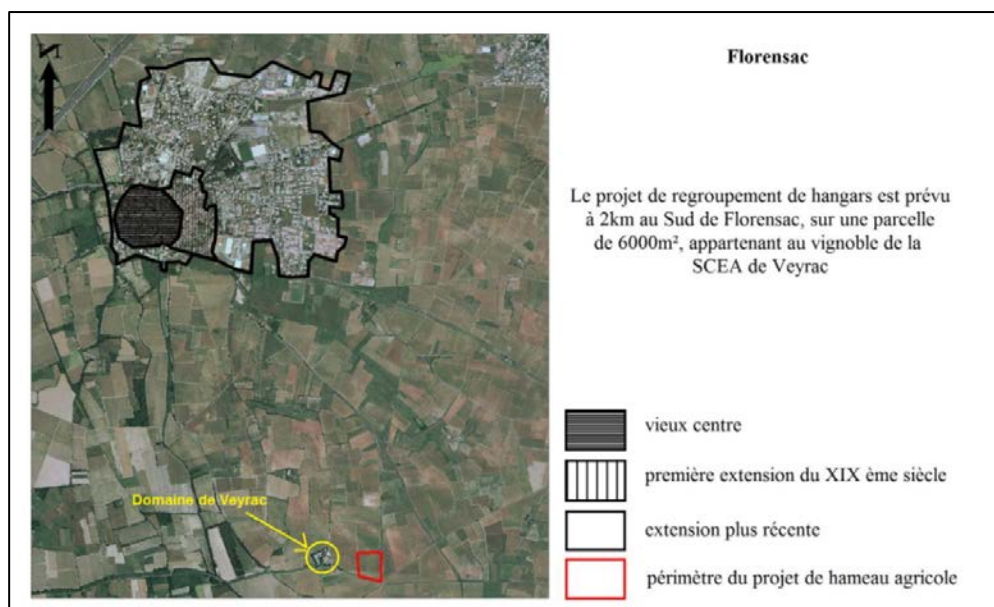 N
Florensac
Le projet de regroupement de hangars est prévu
à 2km au Sud de Florensac, sur une parcelle
de 6000m², appartenant au vignoble de la
SCEA de Veyrac
vieux centre
première extension du XIX ème siècle
Domaine de Veyrac
extension plus récente
périmètre du projet de hameau agricole